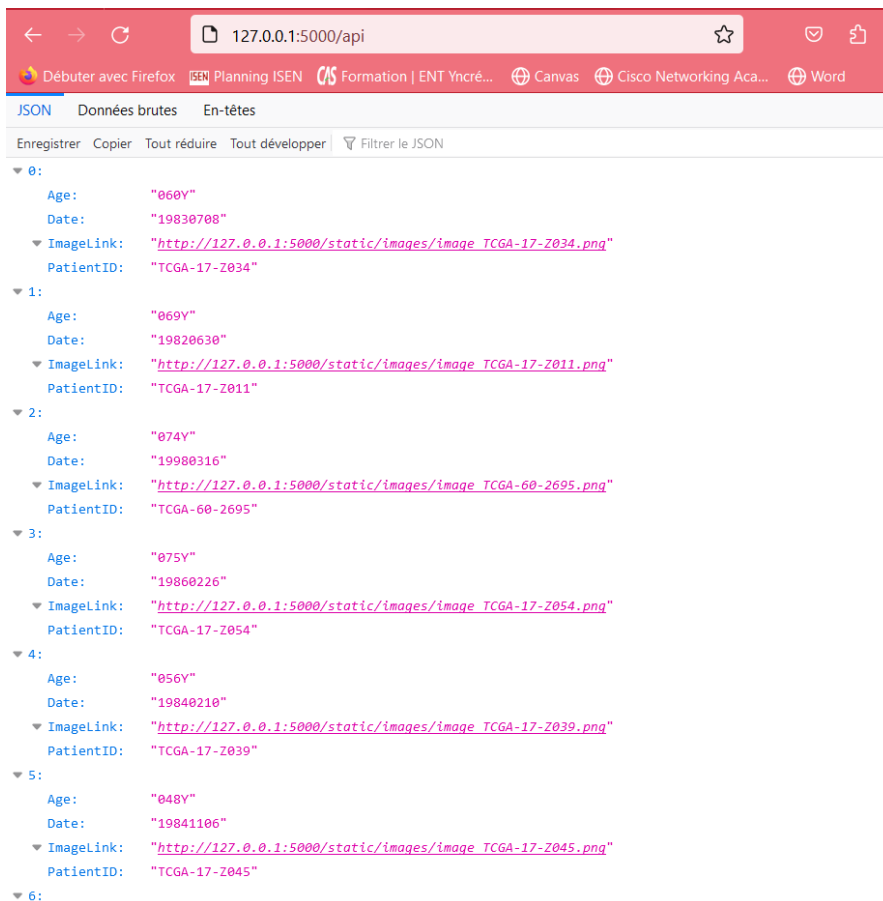 127.0.0.1:5000/api
Débuter avec Firefox ISEN Planning ISEN Formation | ENT Yncré... Canvas Cisco Networking Aca... Word
JSON Données brutes En-têtes
Enregistrer Copier Tout réduire Tout développer Filtrer le JSON
0:
Age: "060Y"
Date: "19830708"
ImageLink: "http://127.0.0.1:5000/static/images/image_TCGA-17-Z034.png"
PatientID: "TCGA-17-Z034"
1:
Age: "069Y"
Date: "19820630"
ImageLink: "http://127.0.0.1:5000/static/images/image_TCGA-17-Z011.png"
PatientID: "TCGA-17-Z011"
2:
Age: "074Y"
Date: "19980316"
ImageLink: "http://127.0.0.1:5000/static/images/image_TCGA-60-2695.png"
PatientID: "TCGA-60-2695"
3:
Age: "075Y"
Date: "19860226"
ImageLink: "http://127.0.0.1:5000/static/images/image_TCGA-17-Z054.png"
PatientID: "TCGA-17-Z054"
4:
Age: "056Y"
Date: "19840210"
ImageLink: "http://127.0.0.1:5000/static/images/image_TCGA-17-Z039.png"
PatientID: "TCGA-17-Z039"
5:
Age: "048Y"
Date: "19841106"
ImageLink: "http://127.0.0.1:5000/static/images/image_TCGA-17-Z045.png"
PatientID: "TCGA-17-Z045"
6: